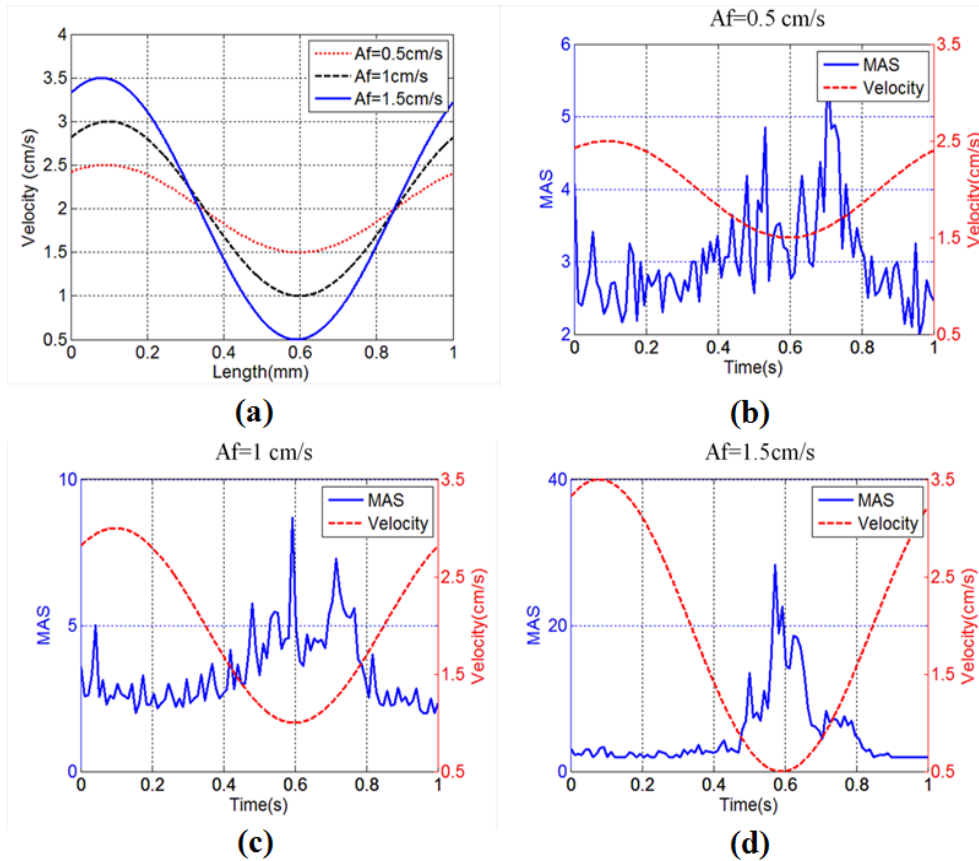 4
3.5
3
2.5
2
1.5
1
0.5
Velocity (cm/s)
Af=0.5cm/s
Af=1cm/s
Af=1.5cm/s
0 0.2 0.4 0.6 0.8 1
Length(mm)
(a)
Af=0.5 cm/s
6
5
4
3
2
MAS
MAS
Velocity
3.5
2.5
1.5
0.5
Velocity(cm/s)
0 0.2 0.4 0.6 0.8 1
Time(s)
(b)
Af=1 cm/s
10
5
0
MAS
MAS
Velocity
3.5
2.5
1.5
0.5
Velocity(cm/s)
0 0.2 0.4 0.6 0.8 1
Time(s)
(c)
Af=1.5cm/s
40
20
0
MAS
MAS
Velocity
3.5
2.5
1.5
0.5
Velocity(cm/s)
0 0.2 0.4 0.6 0.8 1
Time(s)
(d)